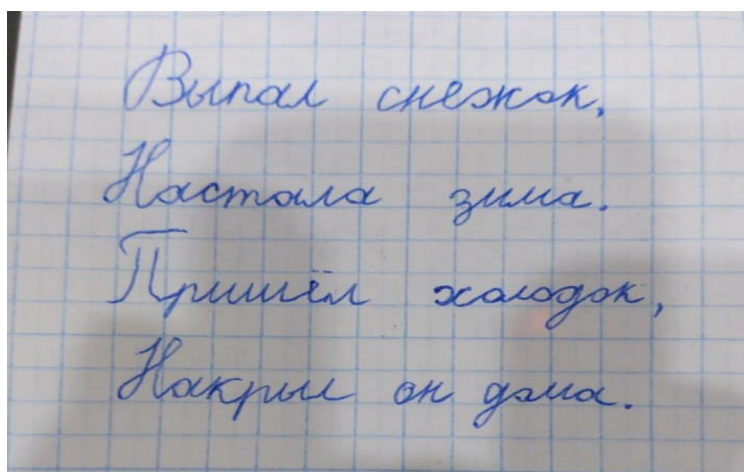 Выпал снежок,
Настала зима.
Пришёл холодок,
Накрыл он дома.